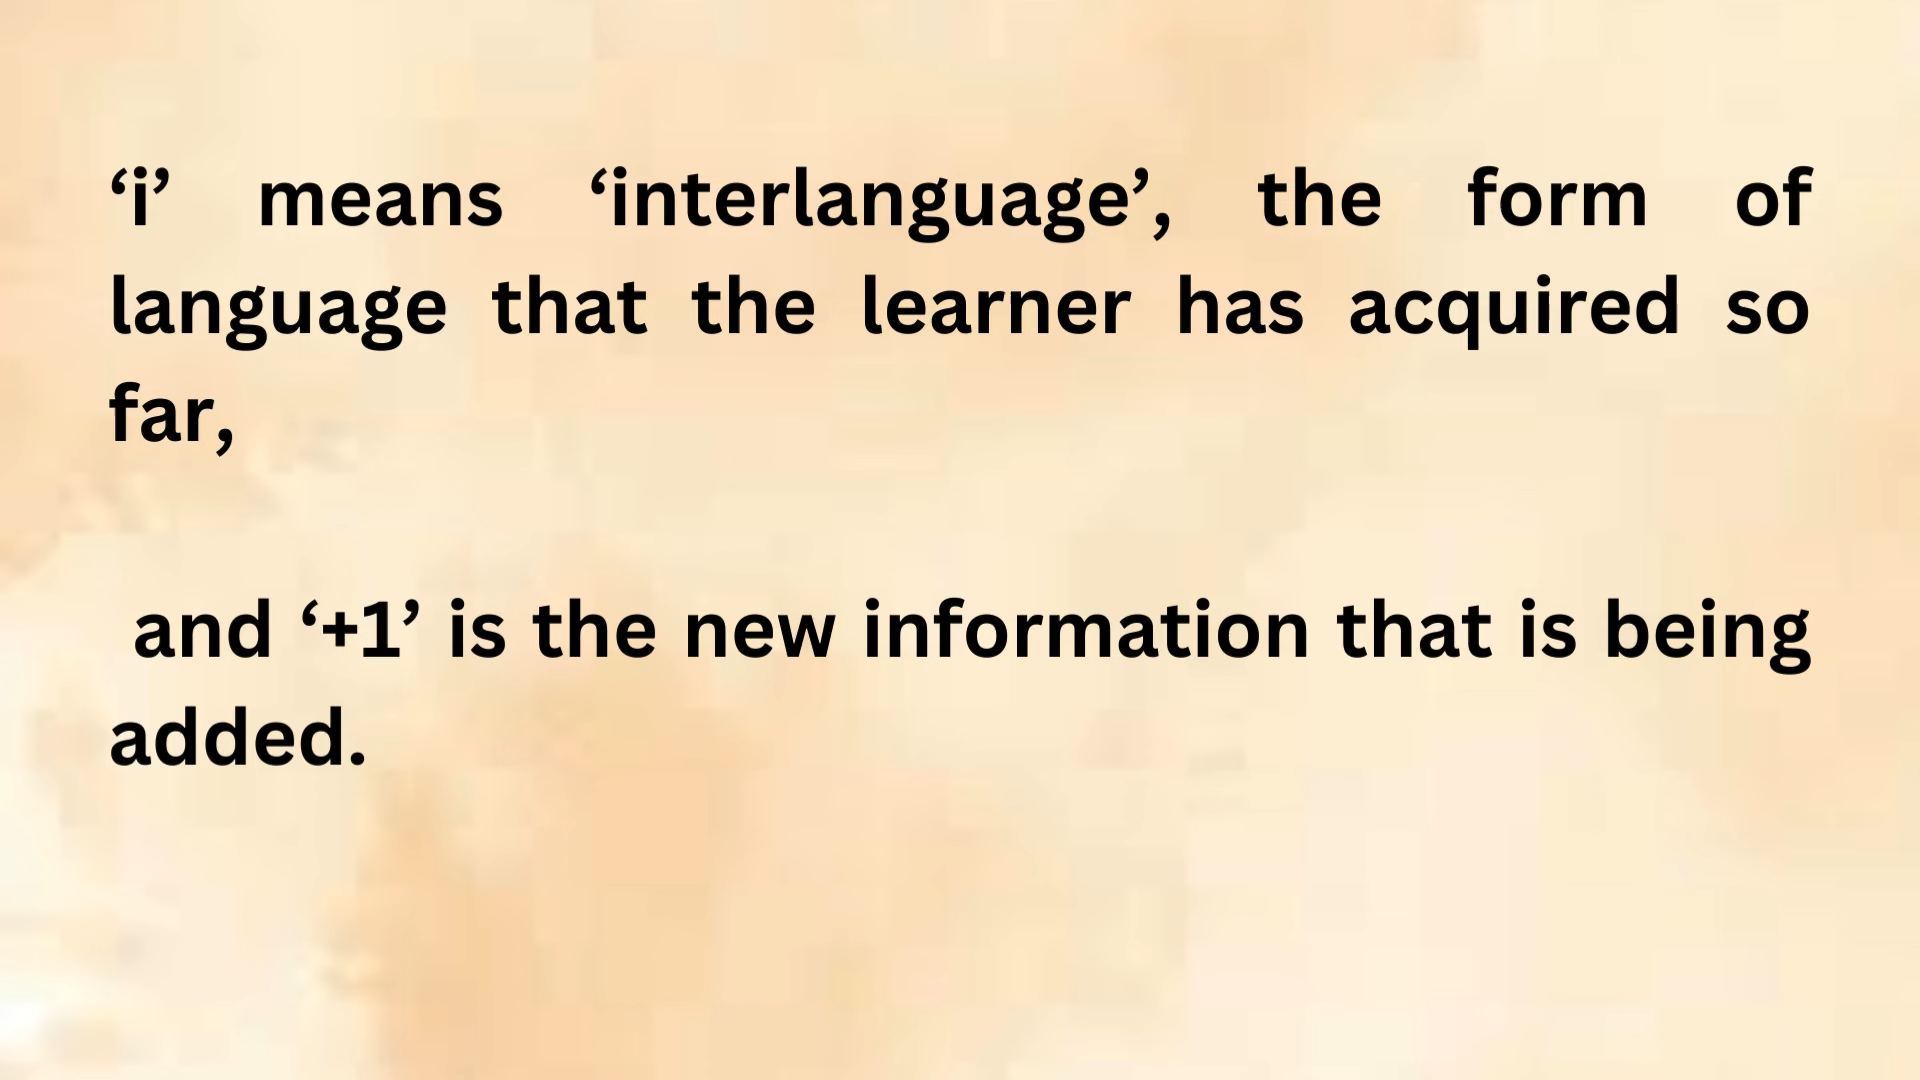 ‘i’ means ‘interlanguage’, the form of
language that the learner has acquired so
far,
and ‘+1’ is the new information that is being
added.